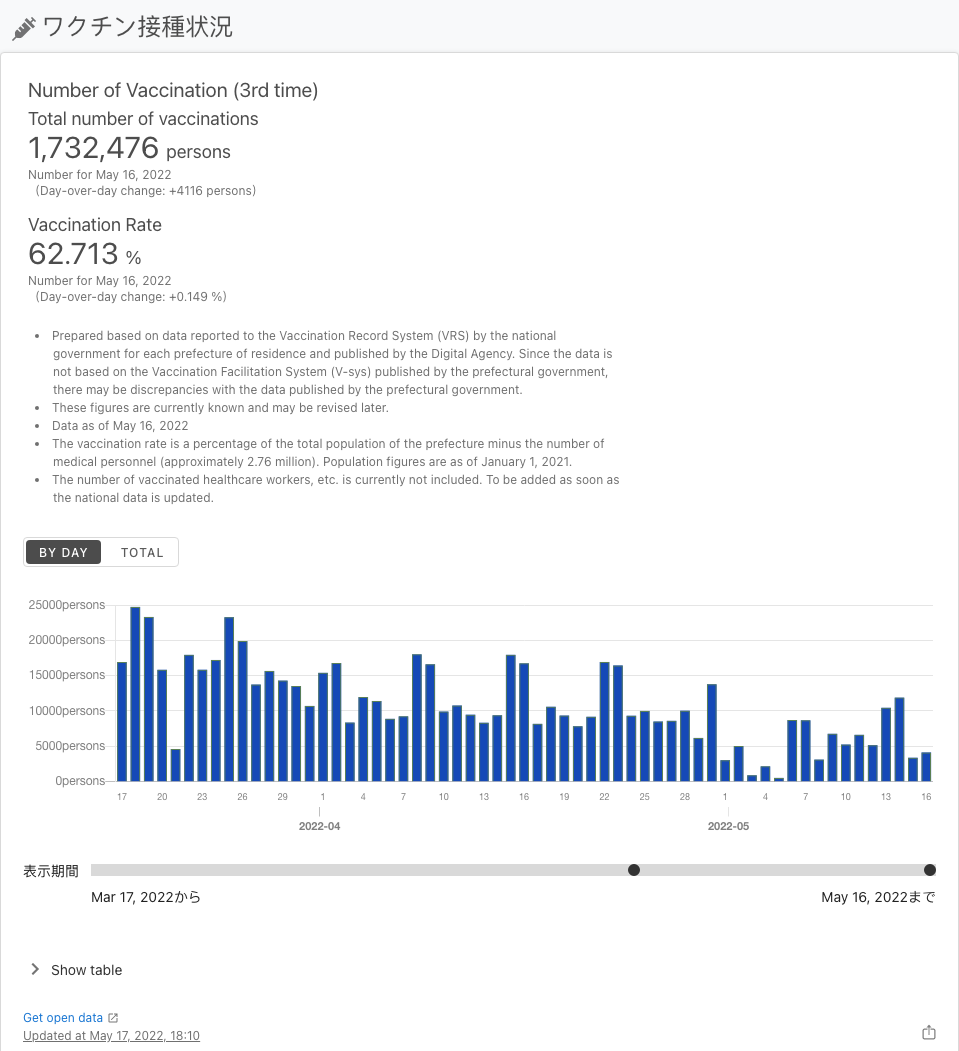 ワクチン接種状況
Number of Vaccination (3rd time)
Total number of vaccinations
1,732,476 persons
Number for May 16, 2022
(Day-over-day change: +4116 persons)
Vaccination Rate
62.713 %
Number for May 16, 2022
(Day-over-day change: +0.149 %)
• Prepared based on data reported to the Vaccination Record System (VRS) by the national
government for each prefecture of residence and published by the Digital Agency. Since the data is
not based on the Vaccination Facilitation System (V-sys) published by the prefectural government,
there may be discrepancies with the data published by the prefectural government.
• These figures are currently known and may be revised later.
• Data as of May 16, 2022
• The vaccination rate is a percentage of the total population of the prefecture minus the number of
medical personnel (approximately 2.76 million). Population figures are as of January 1, 2021.
• The number of vaccinated healthcare workers, etc. is currently not included. To be added as soon as
the national data is updated.
BY DAY TOTAL
25000persons
20000persons
15000persons
10000persons
5000persons
0persons
17 20 23 26 29 1 4 7 10 13 16 19 22 25 28 1 4 7 10 13 16
2022-04 2022-05
表示期間
Mar 17, 2022から May 16, 2022まで
Show table
Get open data
Updated at May 17, 2022, 18:10